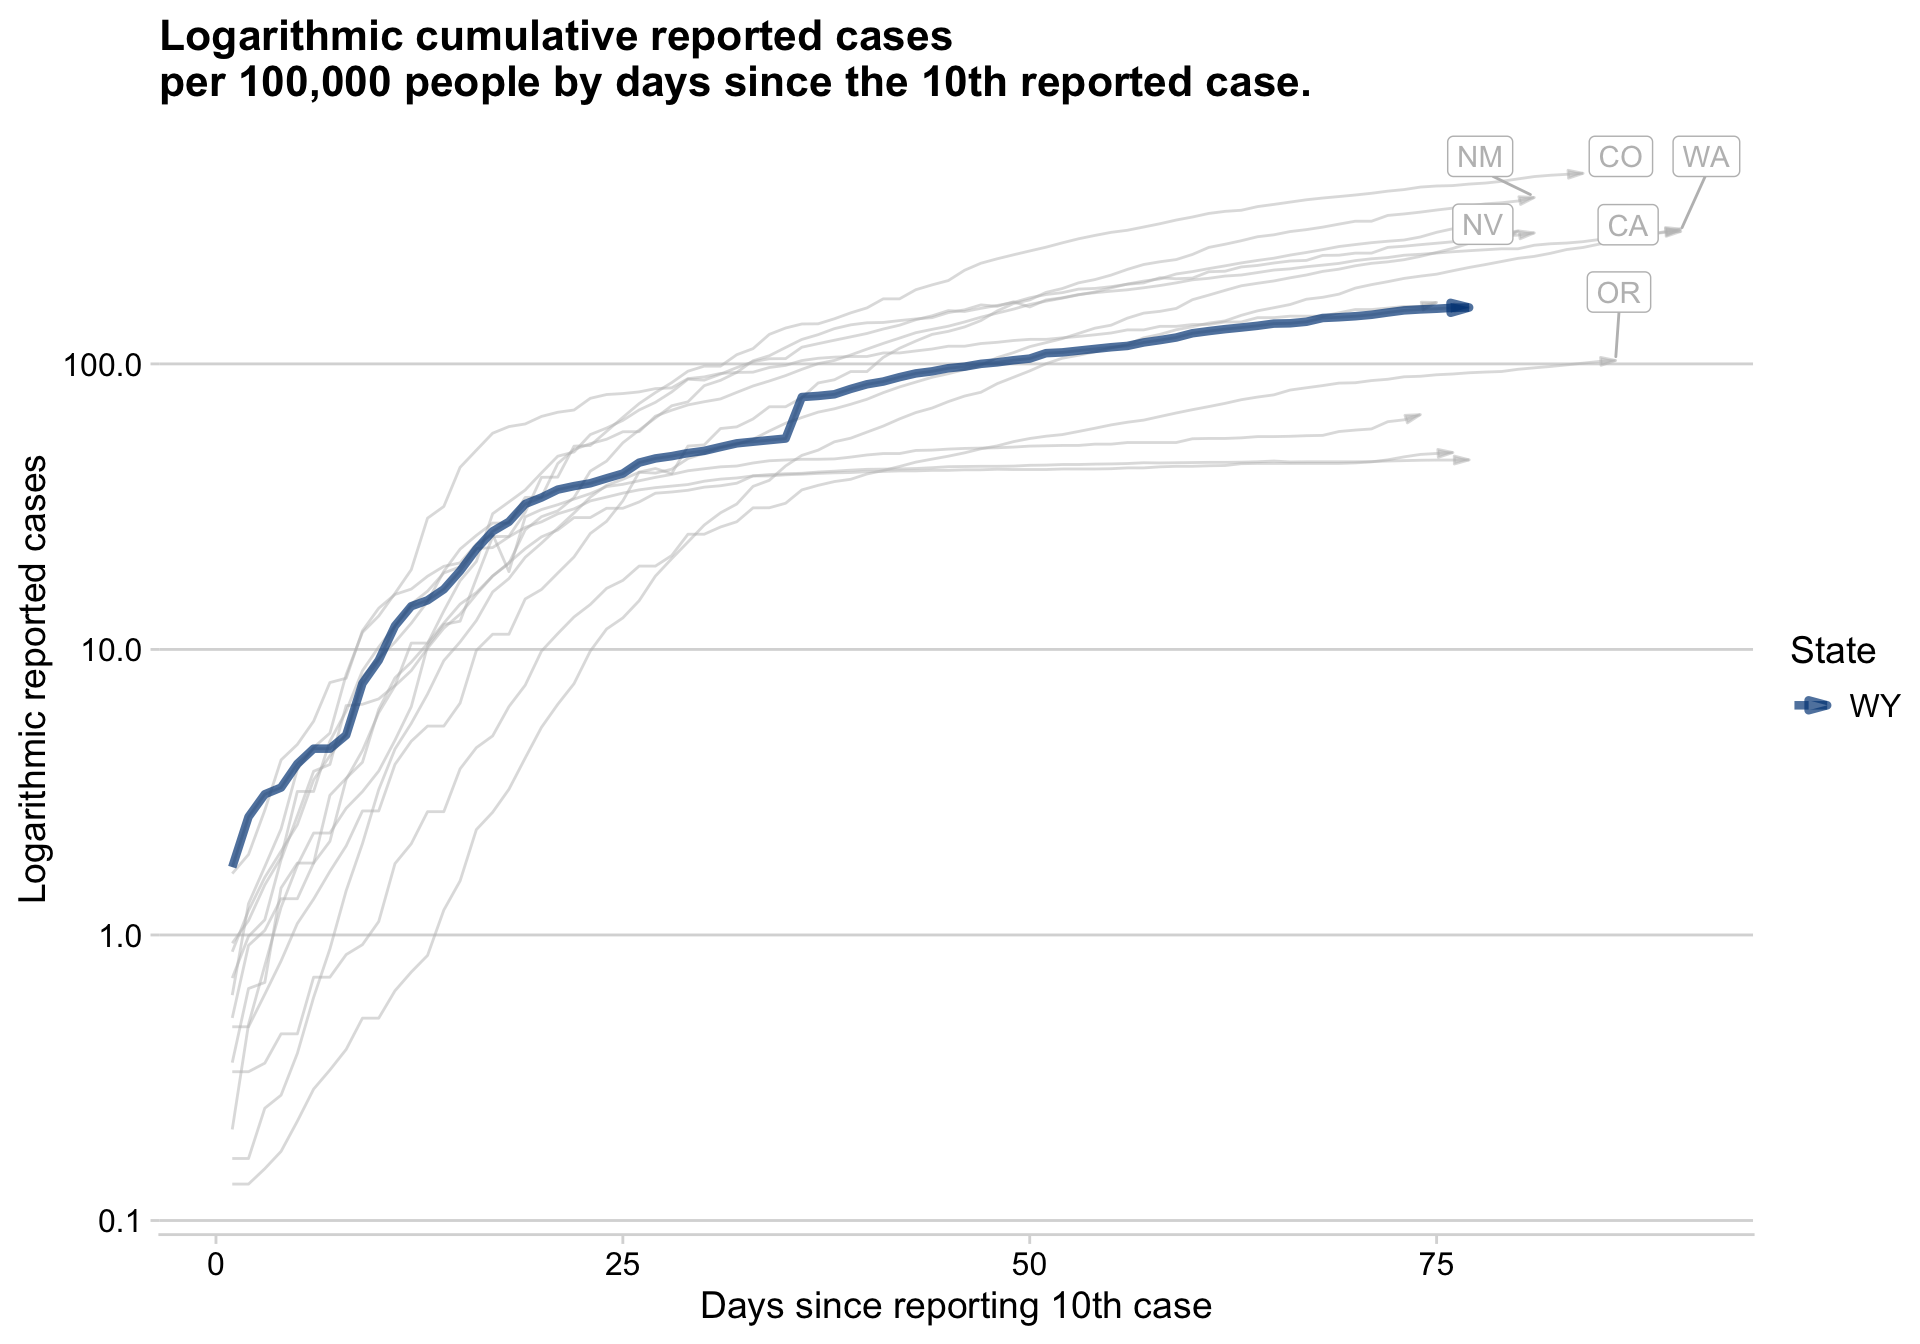 Logarithmic cumulative reported cases
per 100,000 people by days since the 10th reported case.
NM
CO
WA
NV
CA
OR
100.0
10.0
1.0
0.1
Logarithmic reported cases
0
25
50
75
Days since reporting 10th case
State
WY